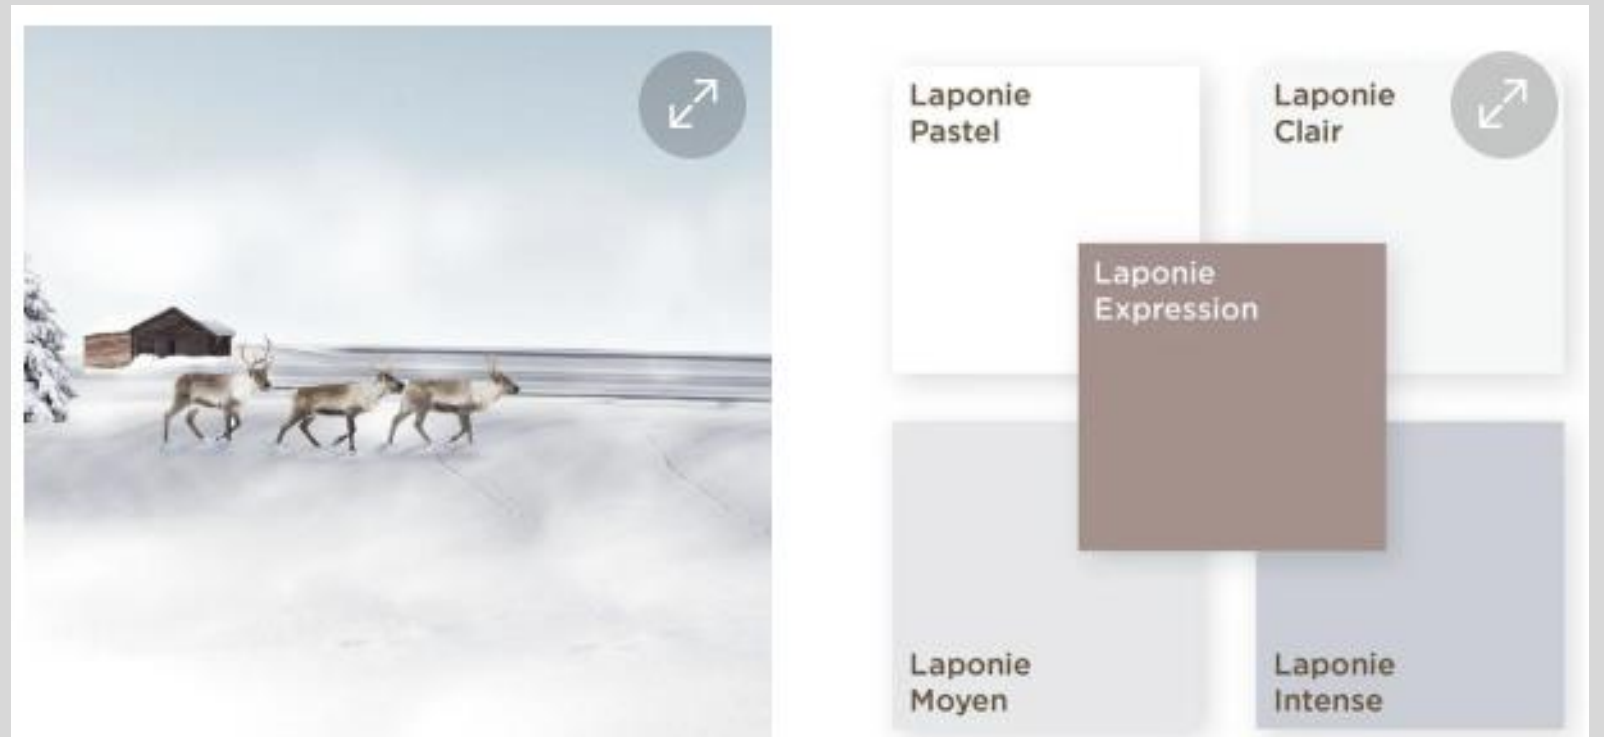 Laponie
Pastel
Laponie
Clair
Laponie
Expression
Laponie
Moyen
Laponie
Intense